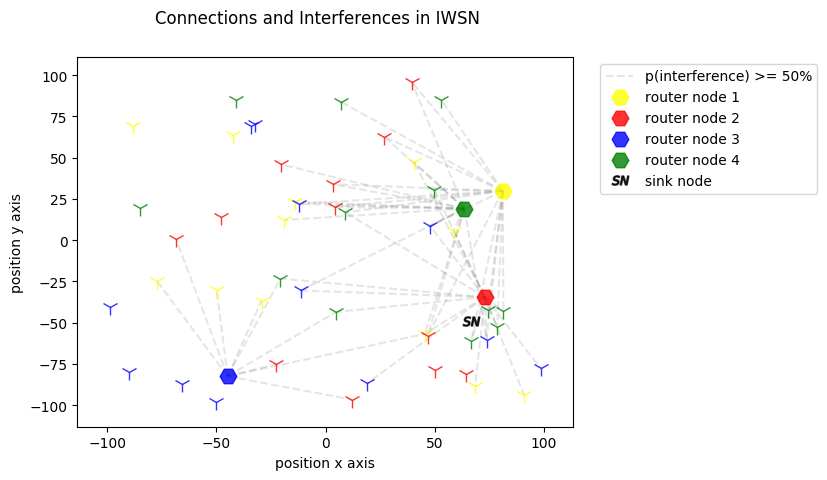 Connections and Interferences in IWSN
p(interference) >= 50%
router node 1
router node 2
router node 3
router node 4
SN sink node
position y axis
100
75
50
25
0
−25
−50
−75
−100
SN
−100 −50 0 50 100
position x axis